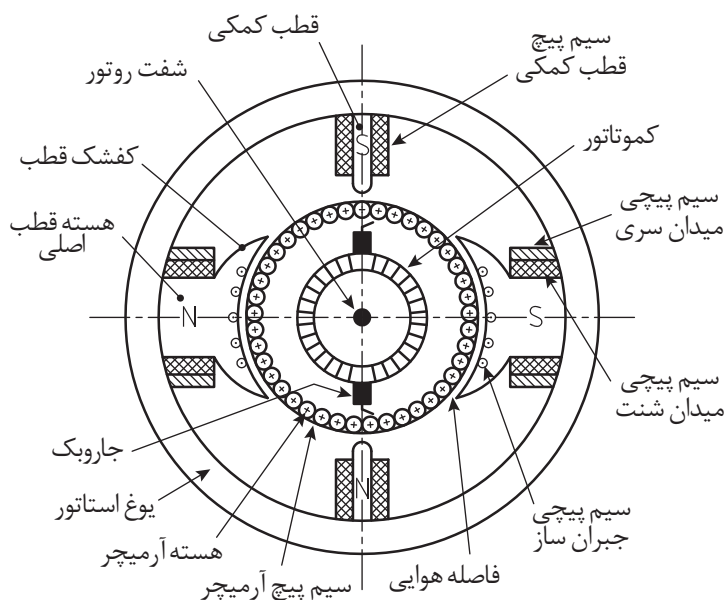 قطب کمکی
سیم پیچ
قطب کمکی
شفت روتور
کموتاتور
کفشک قطب
هسته قطب
اصلی
سیم پیچی
میدان سری
S
N
S
N
سیم پیچی
میدان شنت
جاروبک
یوغ استاتور
هسته آرمیچر
سیم پیچ آرمیچر
فاصله هوایی
سیم پیچی
جبران ساز